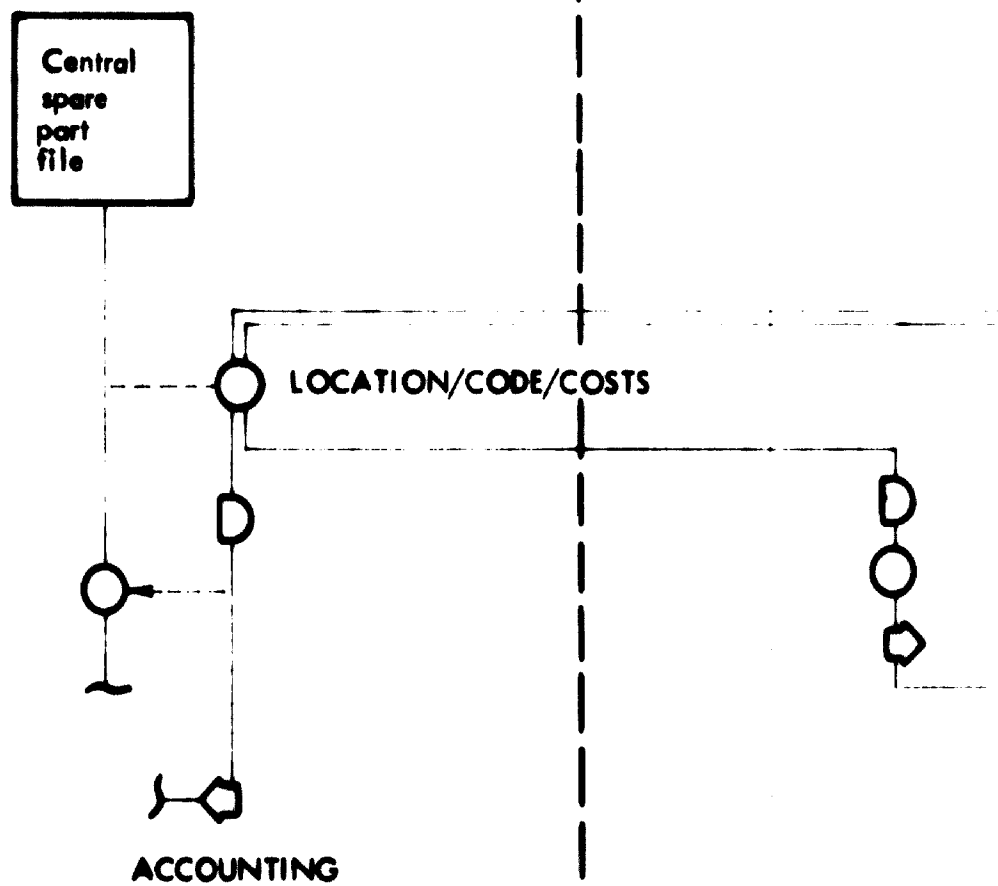 Central
spare
part
file
LOCATION/CODE/COSTS
ACCOUNTING